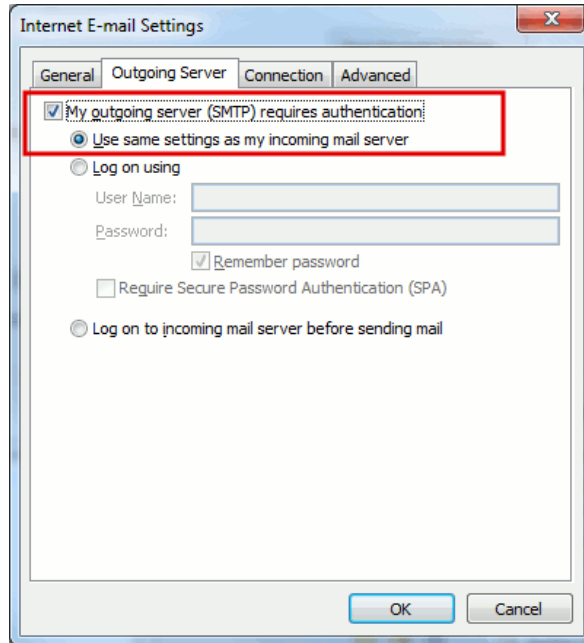 Internet E-mail Settings
General Outgoing Server Connection Advanced
My outgoing server (SMTP) requires authentication
Use same settings as my incoming mail server
Log on using
User Name:
Password:
Remember password
Require Secure Password Authentication (SPA)
Log on to incoming mail server before sending mail
OK Cancel